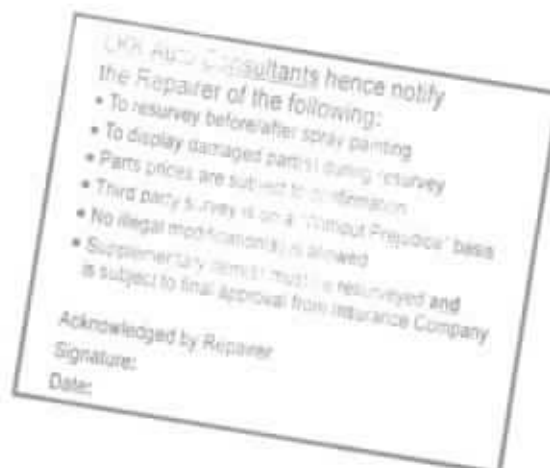 LKK Auto Consultants hence notify
the Repairer of the following:
• To resurvey before/after spray painting
• To display damaged part(s) during resurvey
• Parts prices are subject to confirmation
• Third party survey is on a "Without Prejudice" basis
• No illegal modification(s) is allowed
• Supplementary item(s) must be resurveyed and
is subject to final approval from Insurance Company
Acknowledged by Repairer
Signature:
Date: